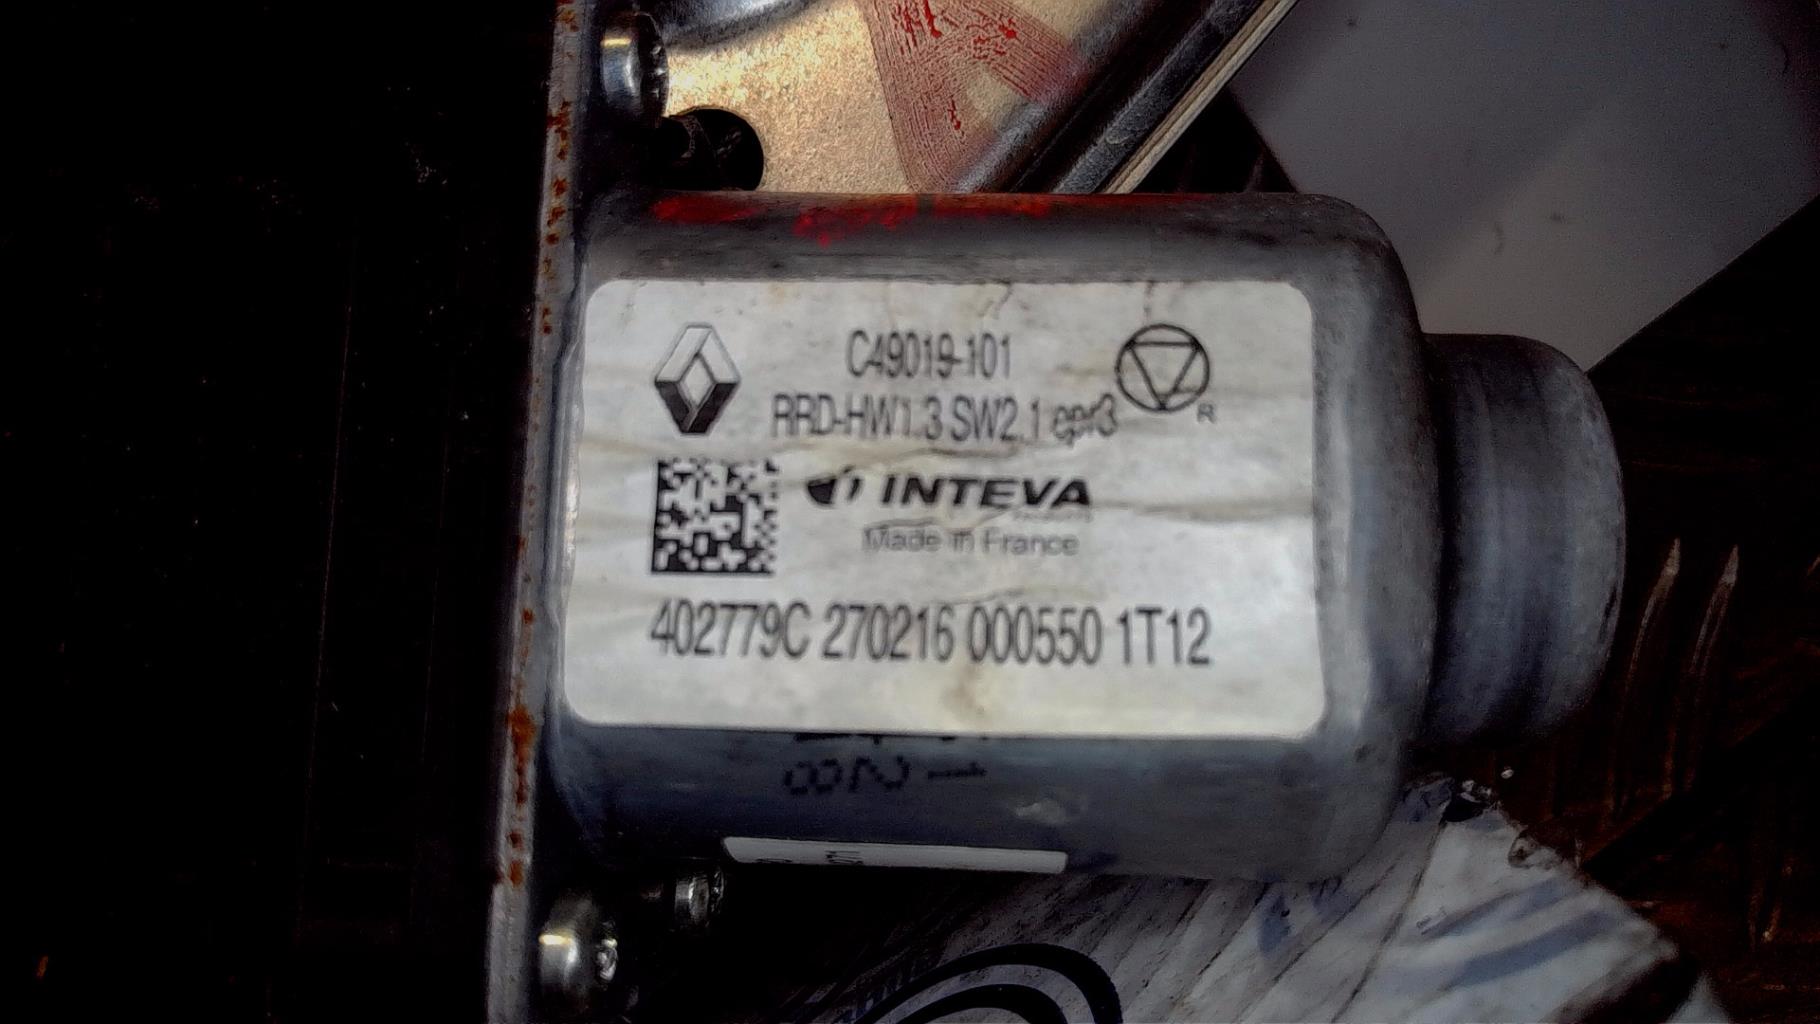 C49019-101
R
RRD-HW1.3 SW2.1 epr3
INTEVA
Made in France
402779C 270216 000550 1T12